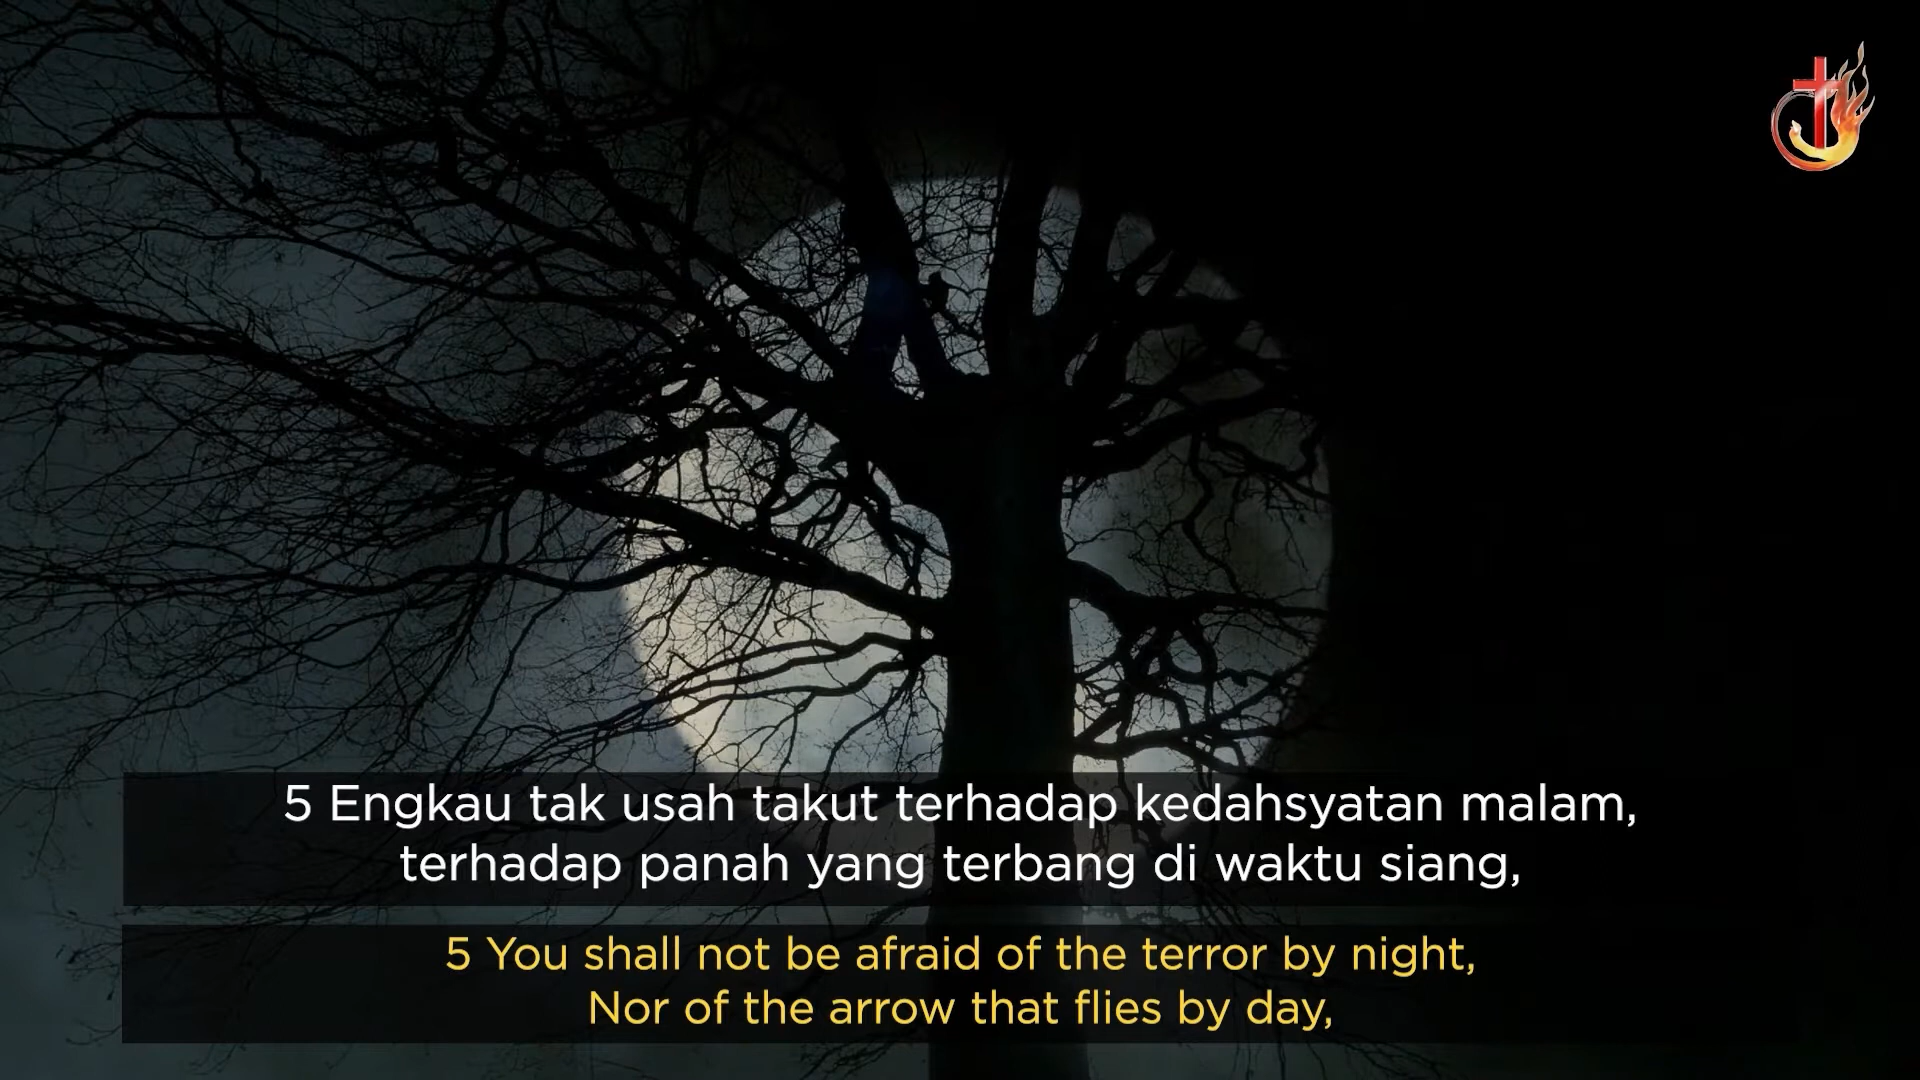 5 Engkau tak usah takut terhadap kedahsyatan malam,
terhadap panah yang terbang di waktu siang,
5 You shall not be afraid of the terror by night,
Nor of the arrow that flies by day,